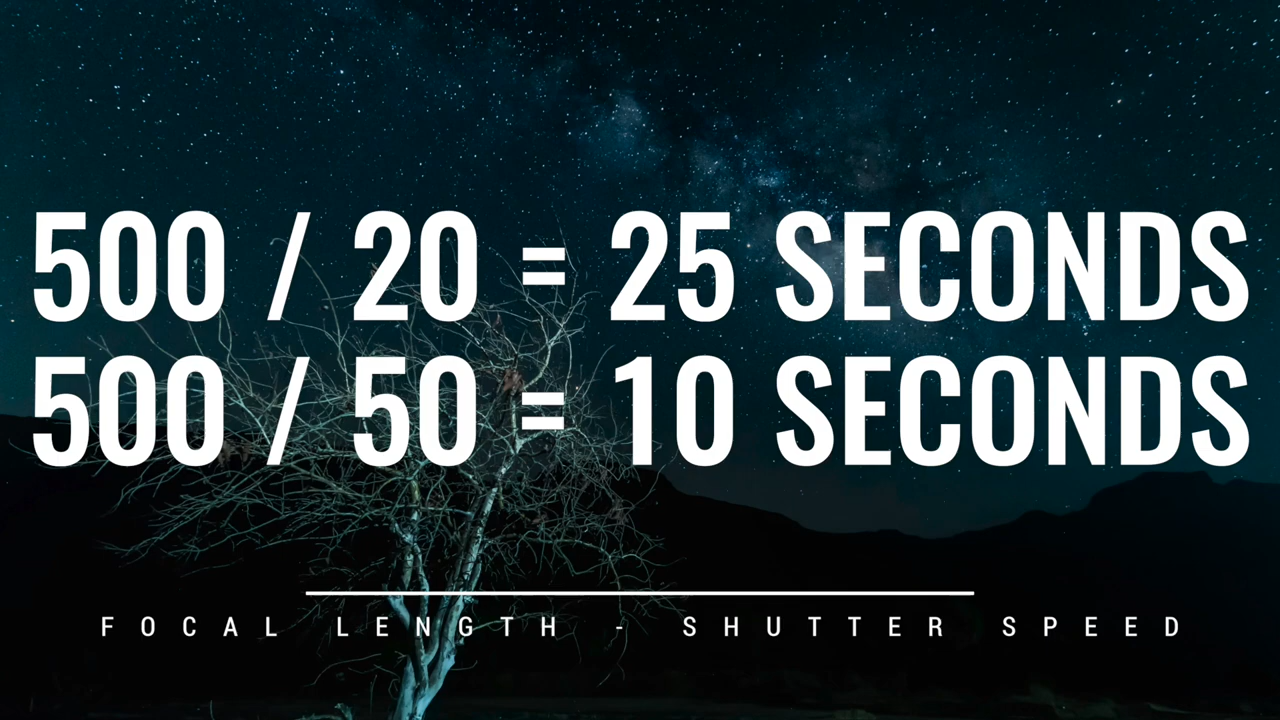 500 / 20 = 25 SECONDS
500 / 50 = 10 SECONDS
FOCAL LENGTH - SHUTTER SPEED